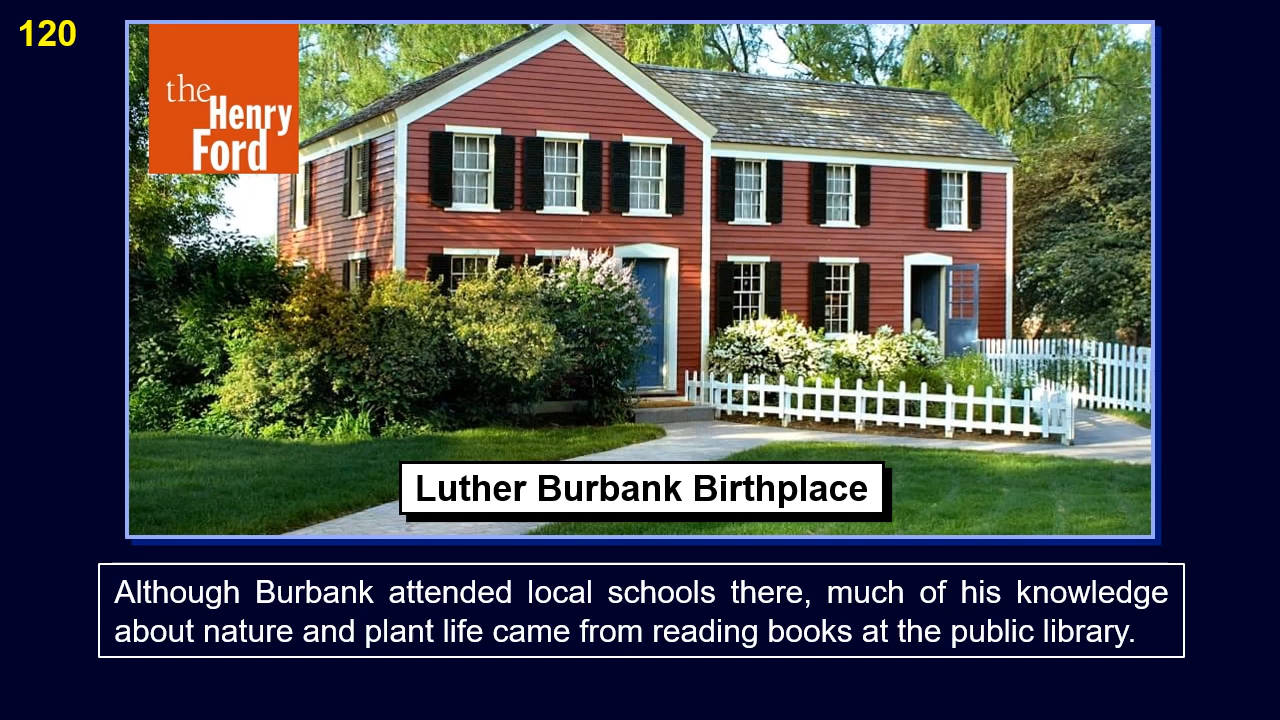 120
the
Henry
Ford
Luther Burbank Birthplace
Although Burbank attended local schools there, much of his knowledge
about nature and plant life came from reading books at the public library.